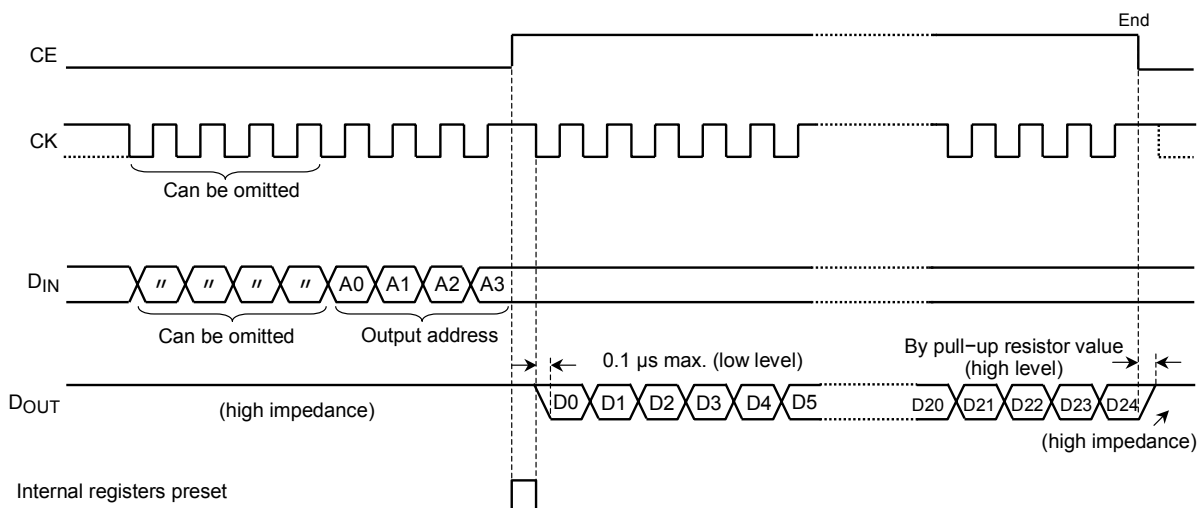 End
CE
CK
Can be omitted
DIN
〃 〃 〃 〃 A0 A1 A2 A3
Can be omitted
Output address
0.1 µs max. (low level)
By pull−up resistor value
(high level)
DOUT
(high impedance)
D0 D1 D2 D3 D4 D5
D20 D21 D22 D23 D24
(high impedance)
Internal registers preset